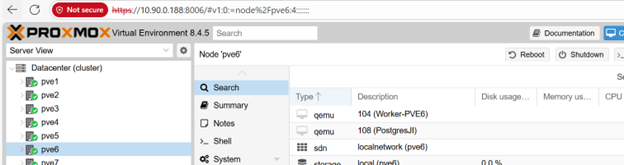 Not secure https://10.90.0.188:8006/#v1:0:=node%2Fpve6:4:::::::
PROXMOX Virtual Environment 8.4.5 Search Documentation
Server View Node 'pve6' Reboot Shutdown
Datacenter (cluster)
pve1 Search
pve2 Type Description Disk usage... Memory us... CPU
pve3 Summary qemu 104 (Worker-PVE6)
pve4 Notes qemu 108 (PostgresJI)
pve5 Shell sdn localnetwork (pve6)
pve6 System storage local (pve6) 0.0 %
pve7